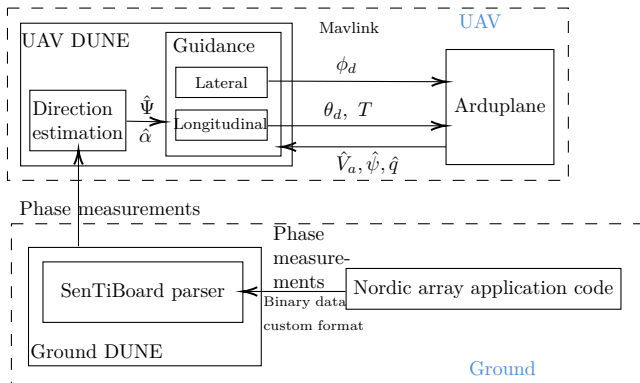 Mavlink
UAV
UAV DUNE
Guidance
Lateral
Longitudinal
Direction
estimation
Ψ̂
α̂
ϕ_d
θ_d, T
V̂_a, ψ̂, q̂
Arduplane
Phase measurements
SenTiBoard parser
Ground DUNE
Phase
measure-
ments
Binary data
custom format
Nordic array application code
Ground